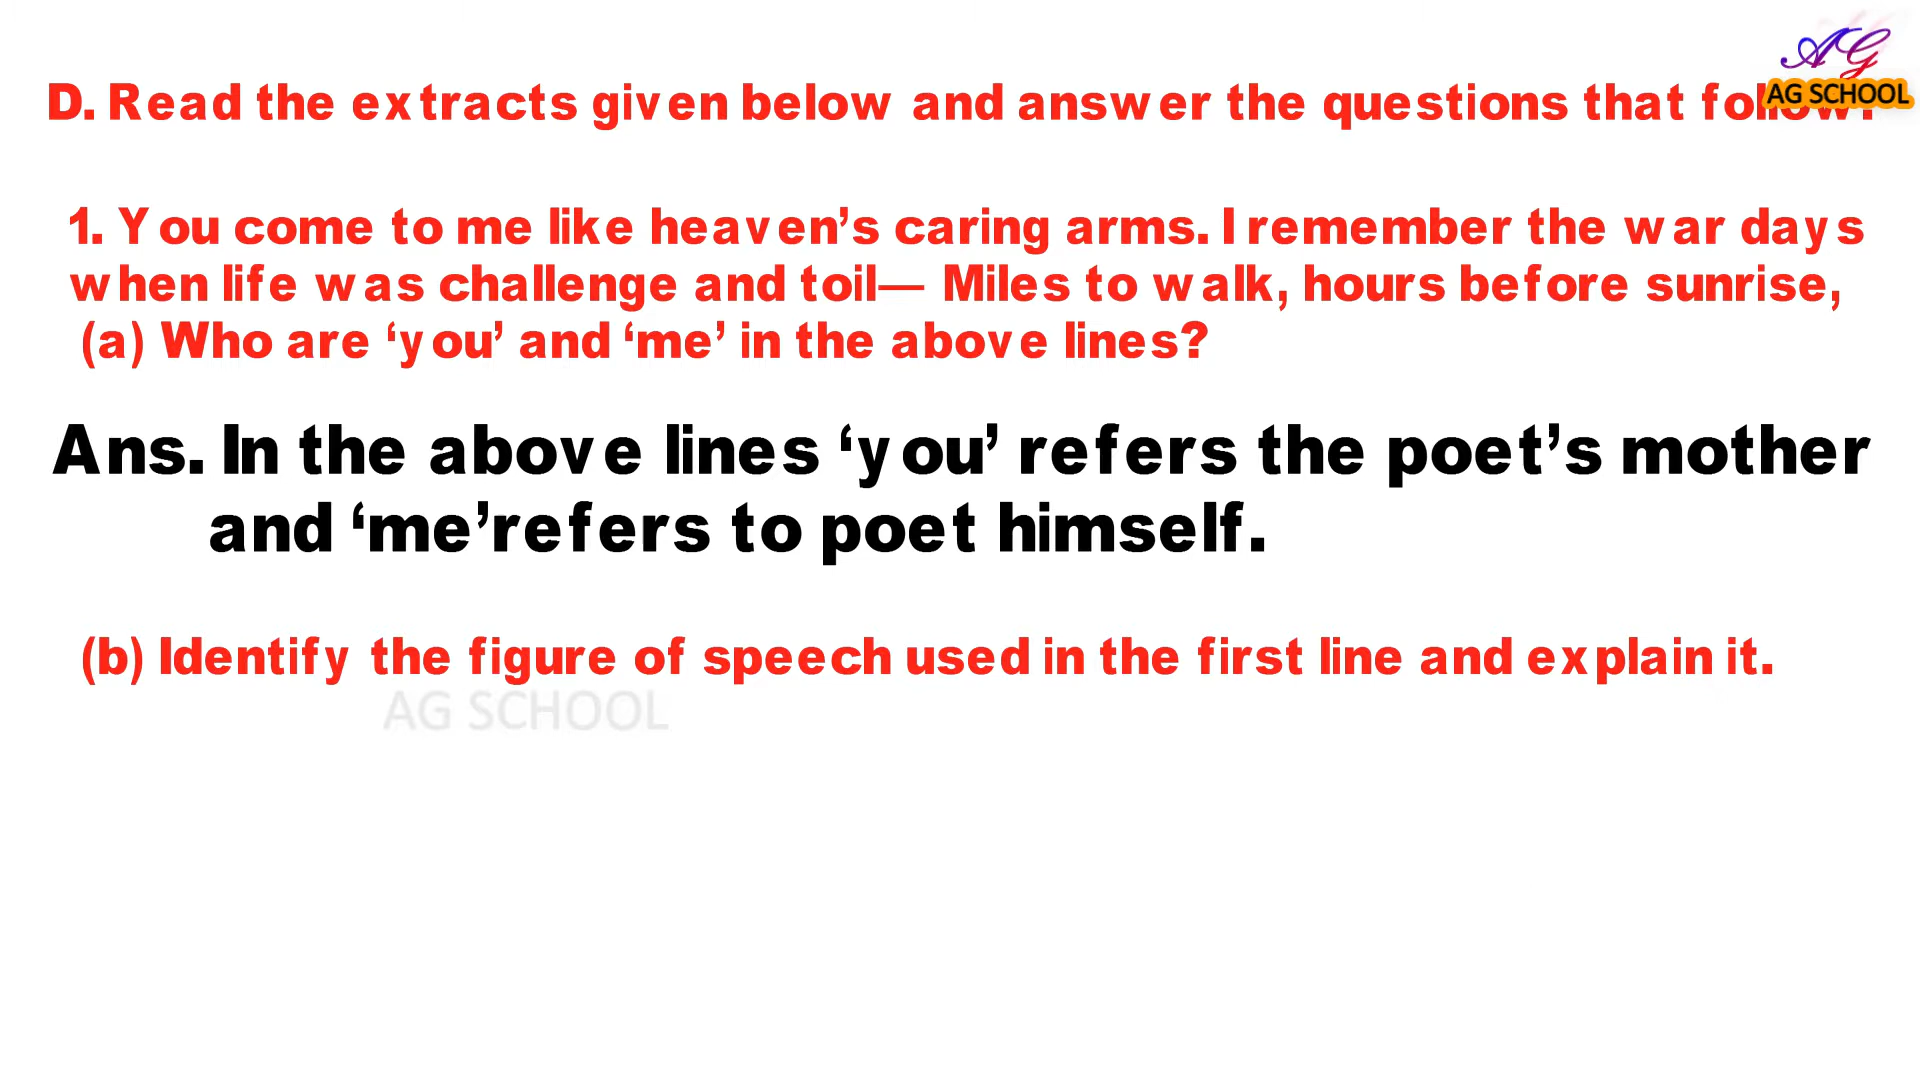 AG
AG SCHOOL
D. Read the extracts given below and answer the questions that follow.
1. You come to me like heaven’s caring arms. I remember the war days
when life was challenge and toil— Miles to walk, hours before sunrise,
(a) Who are ‘you’ and ‘me’ in the above lines?
Ans. In the above lines ‘you’ refers the poet’s mother
and ‘me’refers to poet himself.
(b) Identify the figure of speech used in the first line and explain it.
AG SCHOOL